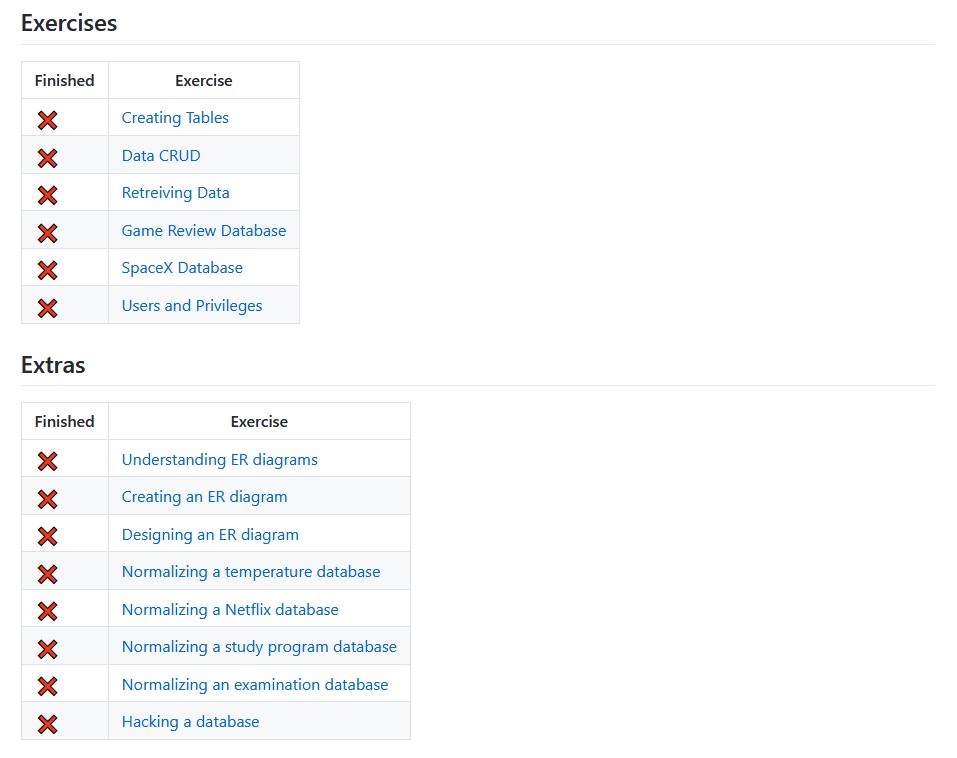 Exercises
Finished Exercise
Creating Tables
Data CRUD
Retreiving Data
Game Review Database
SpaceX Database
Users and Privileges
Extras
Finished Exercise
Understanding ER diagrams
Creating an ER diagram
Designing an ER diagram
Normalizing a temperature database
Normalizing a Netflix database
Normalizing a study program database
Normalizing an examination database
Hacking a database